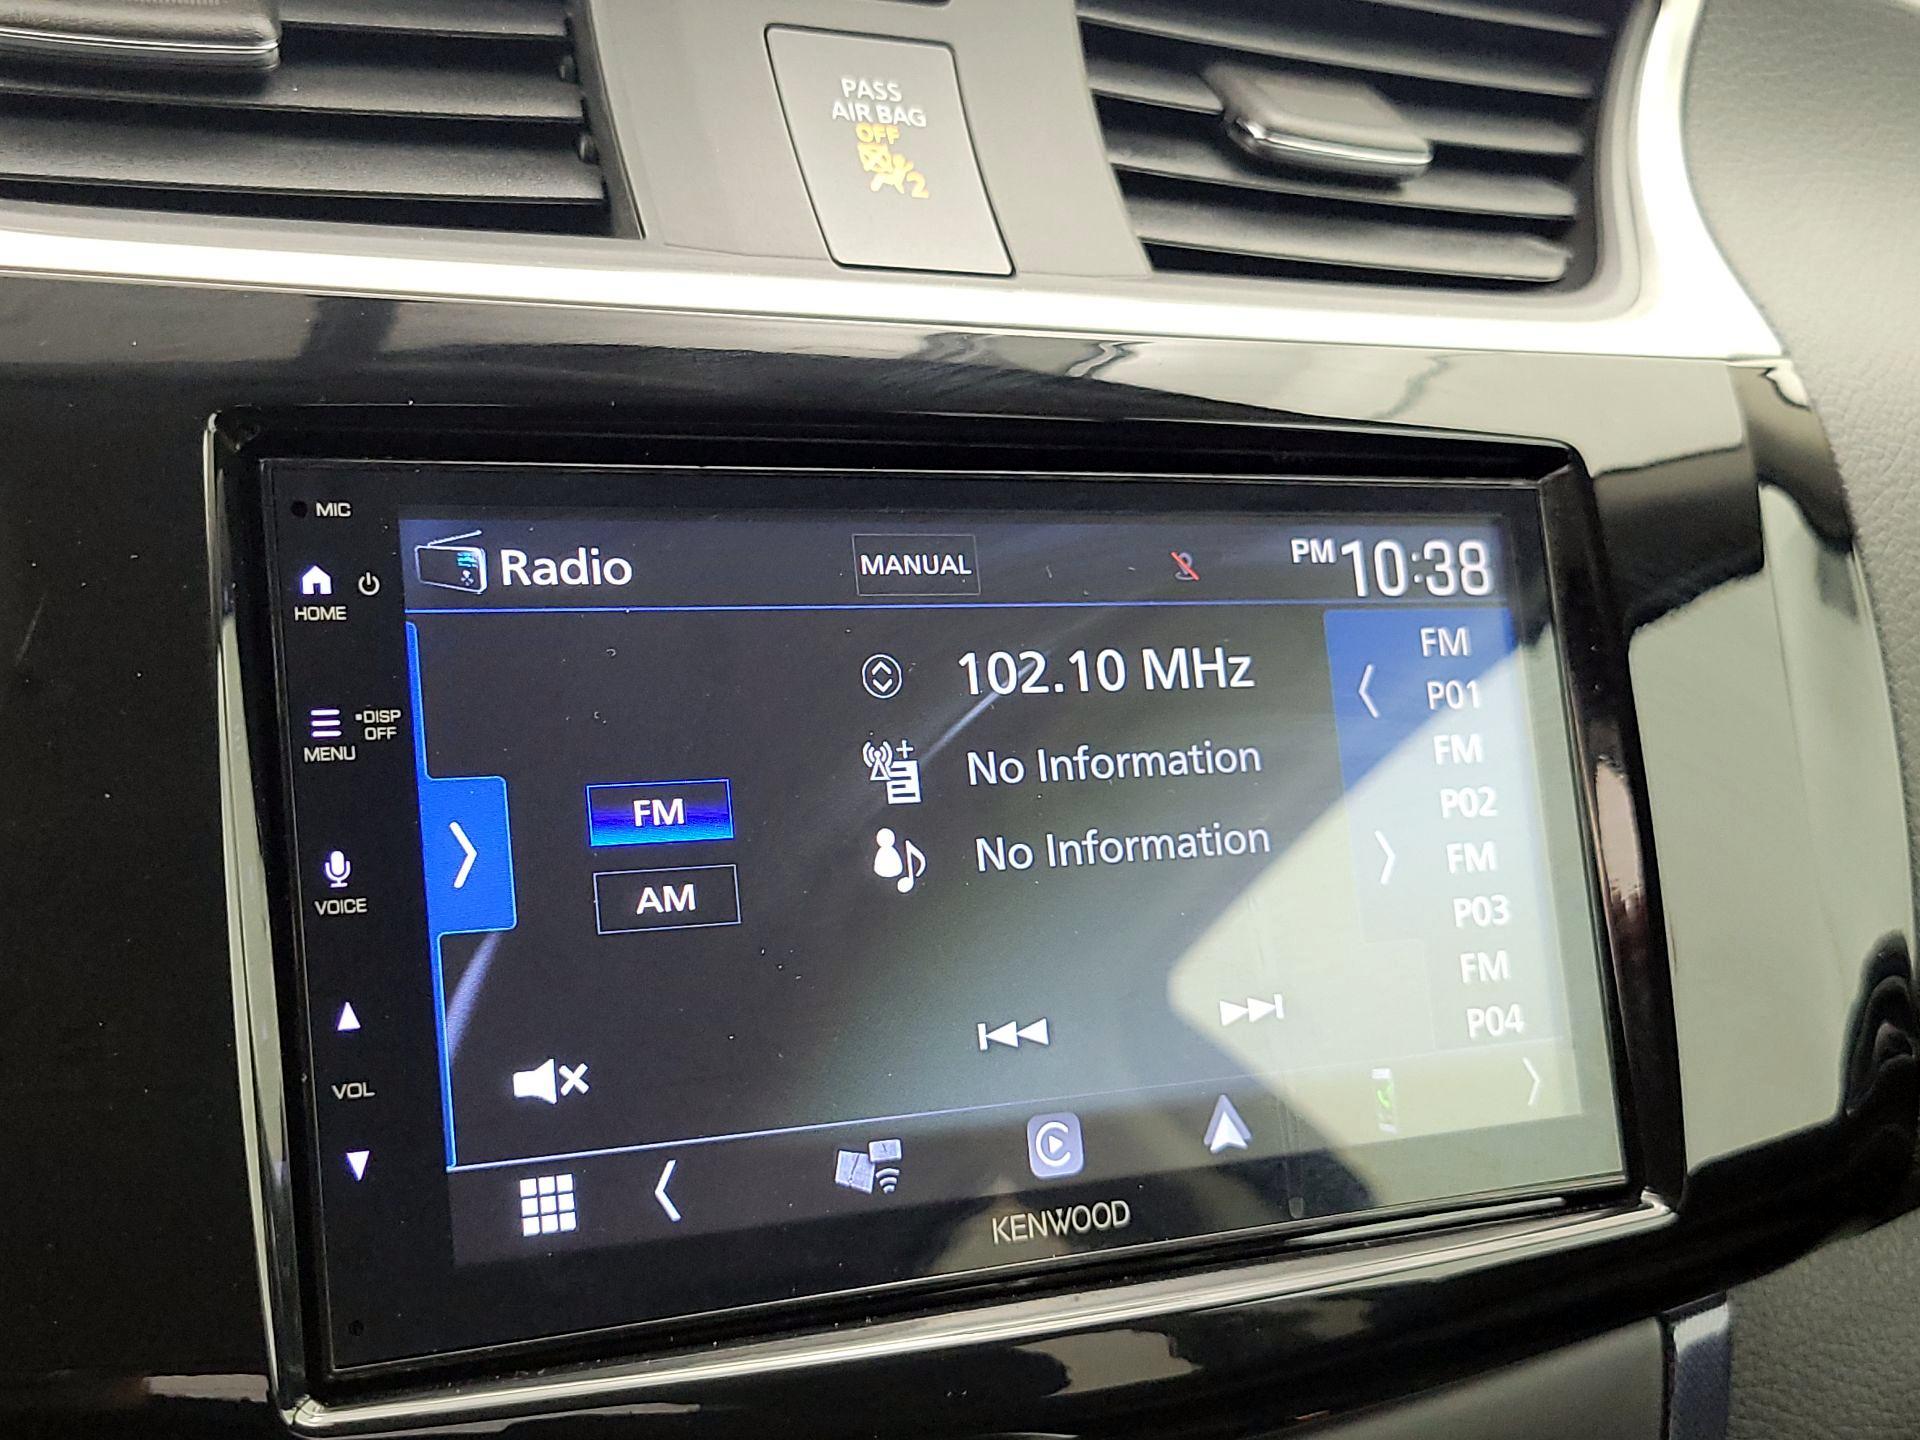 PASS
AIR BAG
OFF
2
MIC
Radio
MANUAL
PM 10:38
HOME
MENU
•DISP
OFF
VOICE
VOL
102.10 MHz
No Information
No Information
FM
AM
FM
P01
FM
P02
FM
P03
FM
P04
KENWOOD